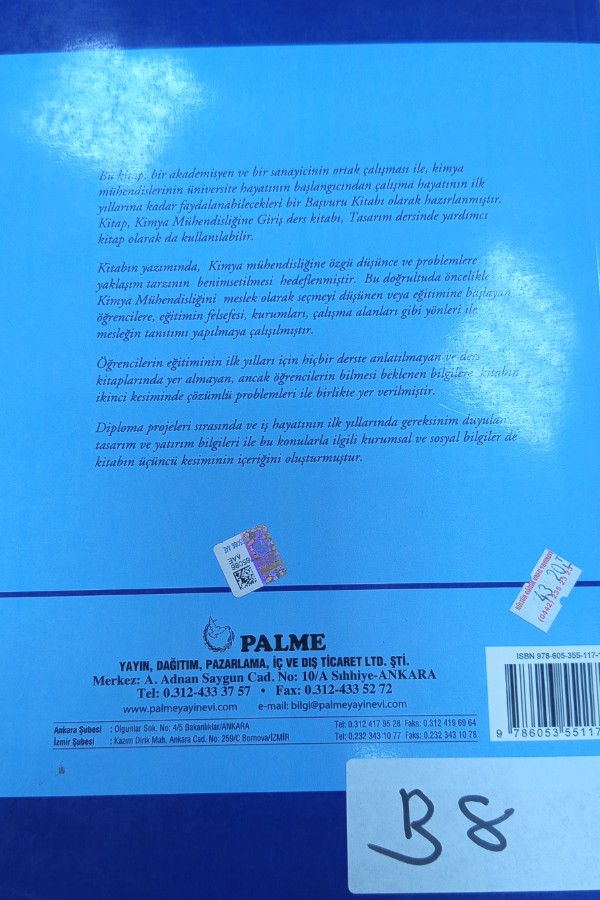 Bu kitap; bir akademisyen ve bir sanayicinin ortak çalışması ile, kimya
mühendislerinin üniversite hayatının başlangıcından çalışma hayatının ilk
yıllarına kadar faydalanabilecekleri bir Başvuru Kitabı olarak hazırlanmıştır.
Kitap, Kimya Mühendisliğine Giriş ders kitabı, Tasarım dersinde yardımcı
kitap olarak da kullanılabilir.
Kitabın yazımında, Kimya mühendisliğine özgü düşünce ve problemlere
yaklaşım tarzının benimsetilmesi hedeflenmiştir. Bu doğrultuda öncelikle
Kimya Mühendisliğini meslek olarak seçmeyi düşünen veya eğitimine başlayan
öğrencilere, eğitimin felsefesi, kurumları, çalışma alanları gibi yönleri ile
mesleğin tanıtımı yapılmaya çalışılmıştır.
Öğrencilerin eğitiminin ilk yılları için hiçbir derste anlatılmayan ve ders
kitaplarında yer almayan, ancak öğrencilerin bilmesi beklenen bilgilere kitabın
ikinci kesiminde çözümlü problemleri ile birlikte yer verilmiştir.
Diploma projeleri sırasında ve iş hayatının ilk yıllarında gereksinim duyulan
tasarım ve yatırım bilgileri ile bu konularla ilgili kurumsal ve sosyal bilgiler de
kitabın üçüncü kesiminin içeriğini oluşturmuştur.
PALME
YAYIN, DAĞITIM, PAZARLAMA, İÇ VE DIŞ TİCARET LTD. ŞTİ.
Merkez: A. Adnan Saygun Cad. No: 10/A Sıhhiye-ANKARA
Tel: 0.312-433 37 57 • Fax: 0.312-433 52 72
www.palmeyayinevi.com e-mail: bilgi@palmeyayinevi.com
Ankara Şubesi : Olgunlar Sok. No: 4/5 Bakanlıklar/ANKARA Tel: 0.312 417 95 28 Faks: 0.312 419 69 64
İzmir Şubesi : Kazım Dirik Mah. Ankara Cad. No: 259/C Bornova/İZMİR Tel: 0.232 343 10 77 Faks: 0.232 343 10 78
ISBN 978-605-355-117-
9 786053 55117
B8